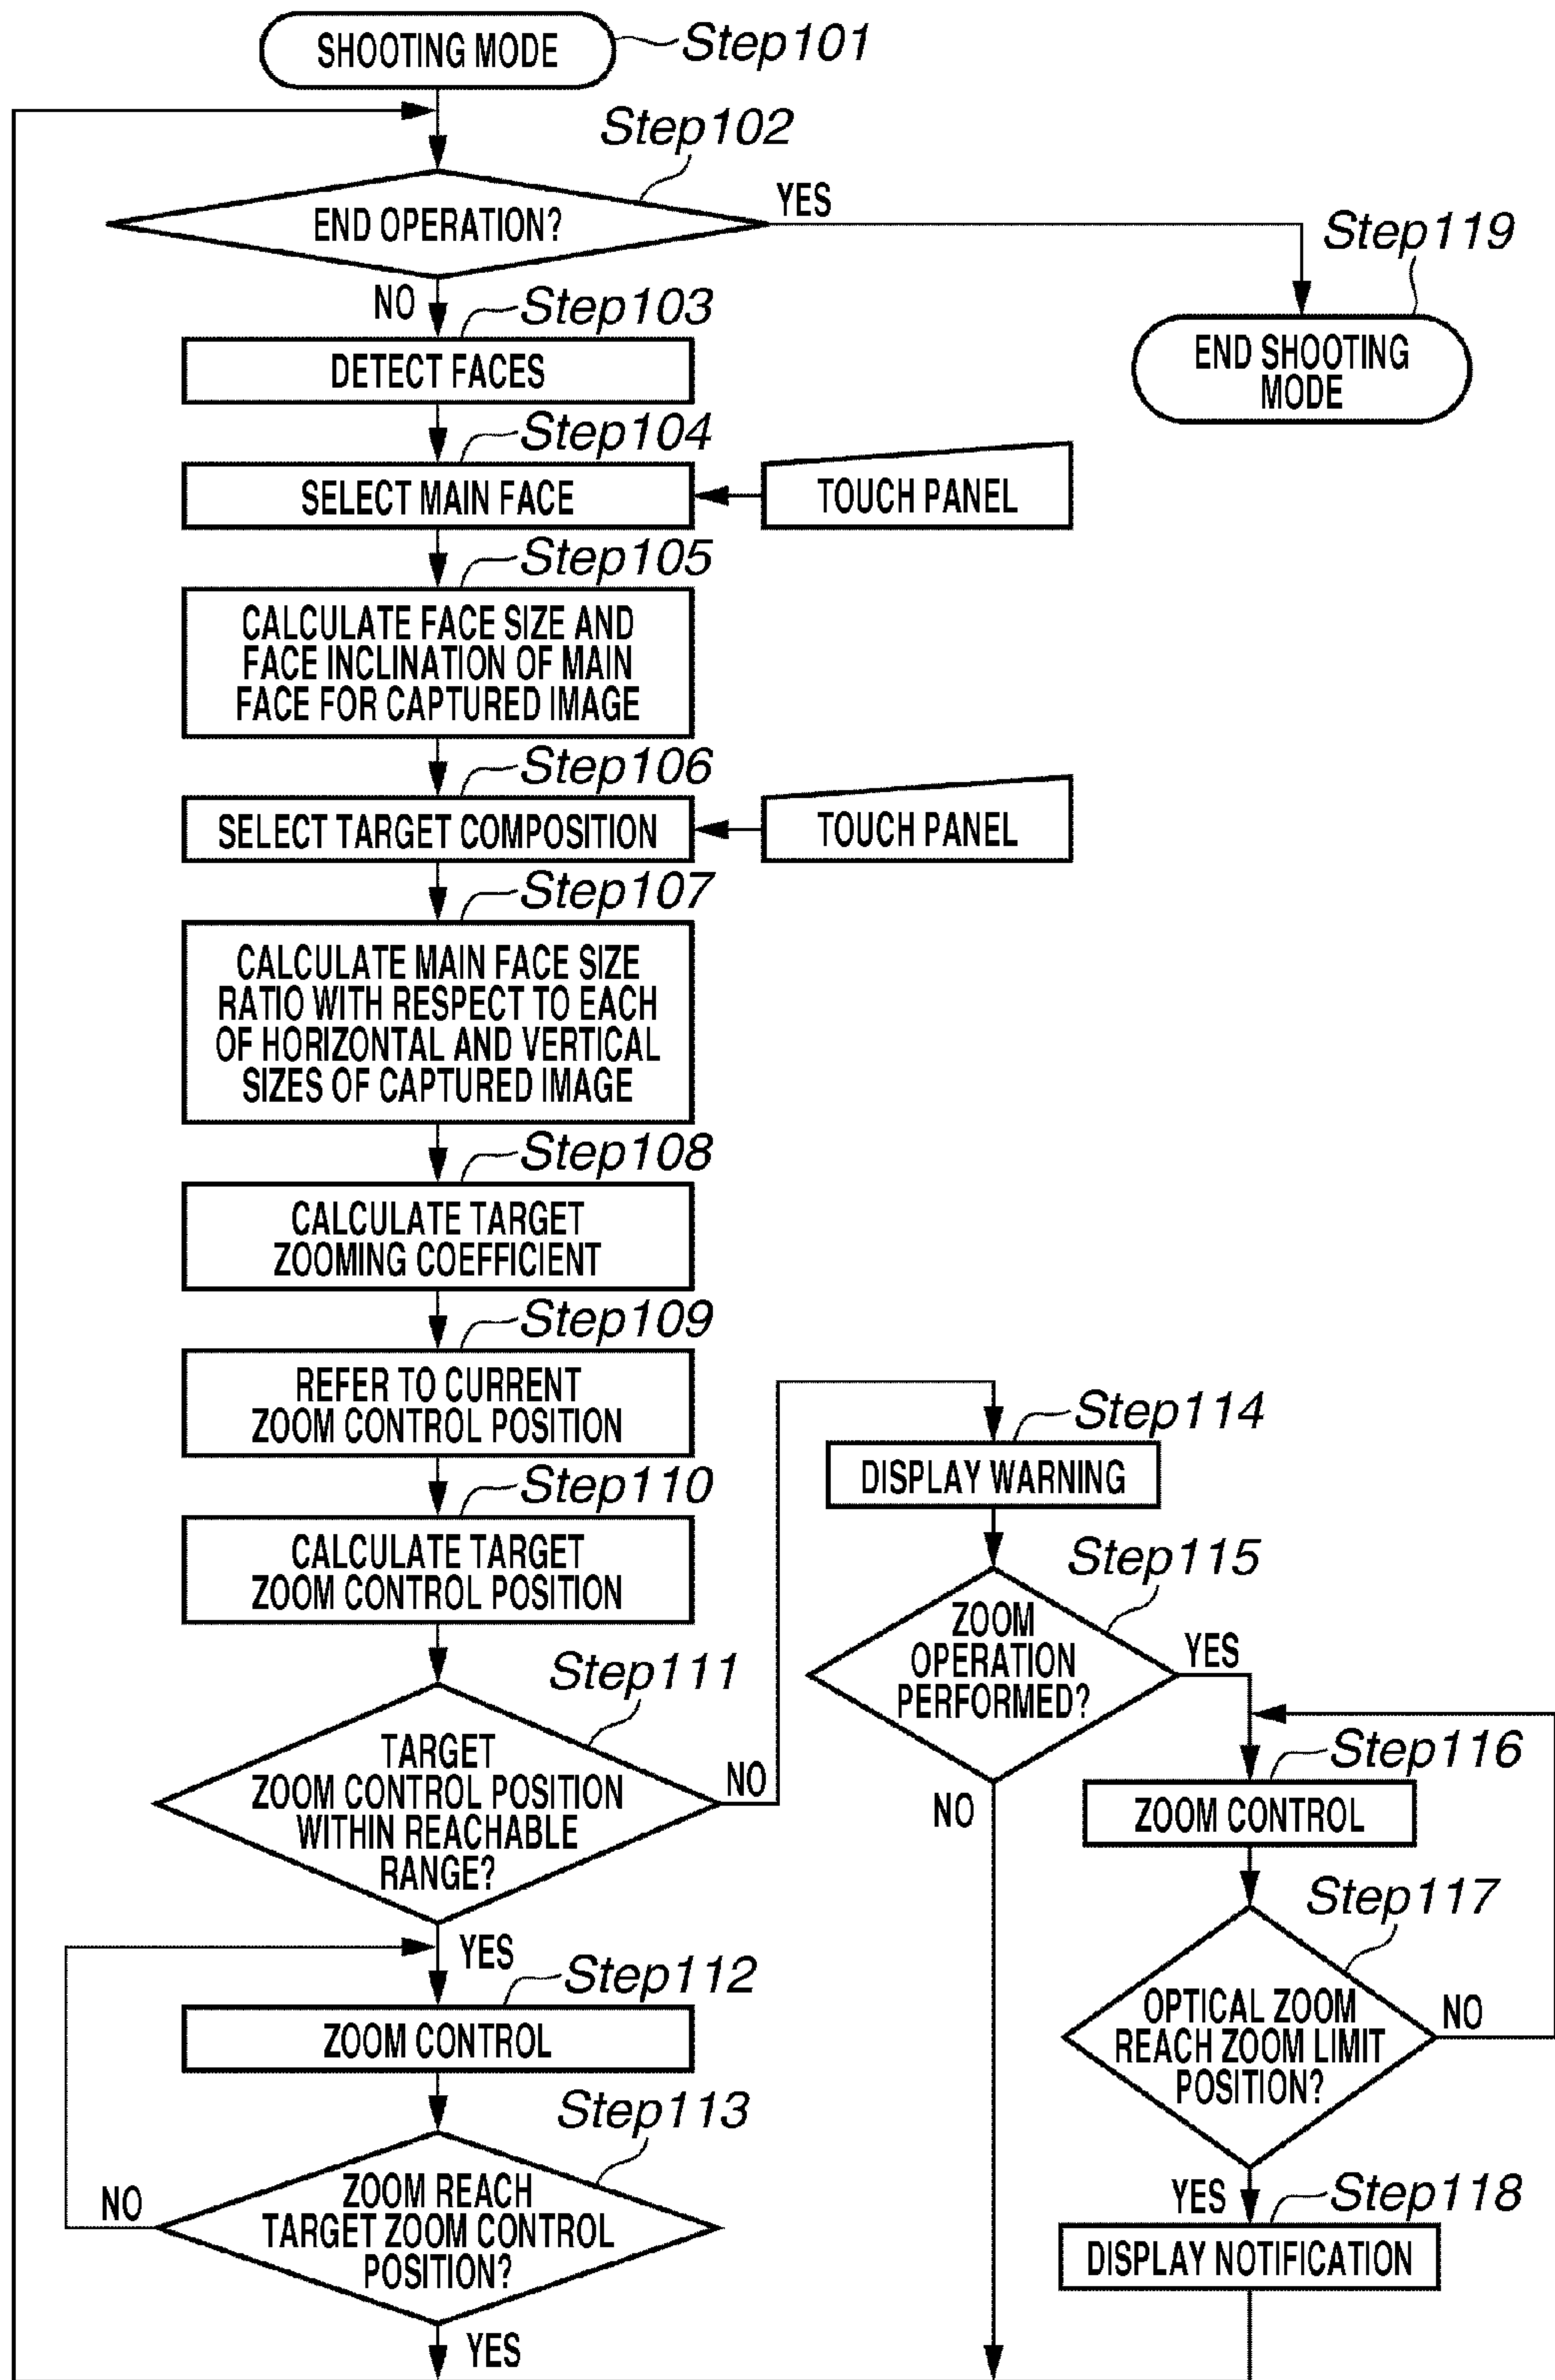 SHOOTING MODE
Step101
Step102
END OPERATION?
YES
NO
Step119
END SHOOTING
MODE
Step103
DETECT FACES
Step104
SELECT MAIN FACE
TOUCH PANEL
Step105
CALCULATE FACE SIZE AND
FACE INCLINATION OF MAIN
FACE FOR CAPTURED IMAGE
Step106
SELECT TARGET COMPOSITION
TOUCH PANEL
Step107
CALCULATE MAIN FACE SIZE
RATIO WITH RESPECT TO EACH
OF HORIZONTAL AND VERTICAL
SIZES OF CAPTURED IMAGE
Step108
CALCULATE TARGET
ZOOMING COEFFICIENT
Step109
REFER TO CURRENT
ZOOM CONTROL POSITION
Step110
CALCULATE TARGET
ZOOM CONTROL POSITION
Step111
TARGET
ZOOM CONTROL POSITION
WITHIN REACHABLE
RANGE?
NO
YES
Step112
ZOOM CONTROL
Step113
ZOOM REACH
TARGET ZOOM CONTROL
POSITION?
NO
YES
Step114
DISPLAY WARNING
Step115
ZOOM
OPERATION
PERFORMED?
YES
NO
Step116
ZOOM CONTROL
Step117
OPTICAL ZOOM
REACH ZOOM LIMIT
POSITION?
NO
YES
Step118
DISPLAY NOTIFICATION